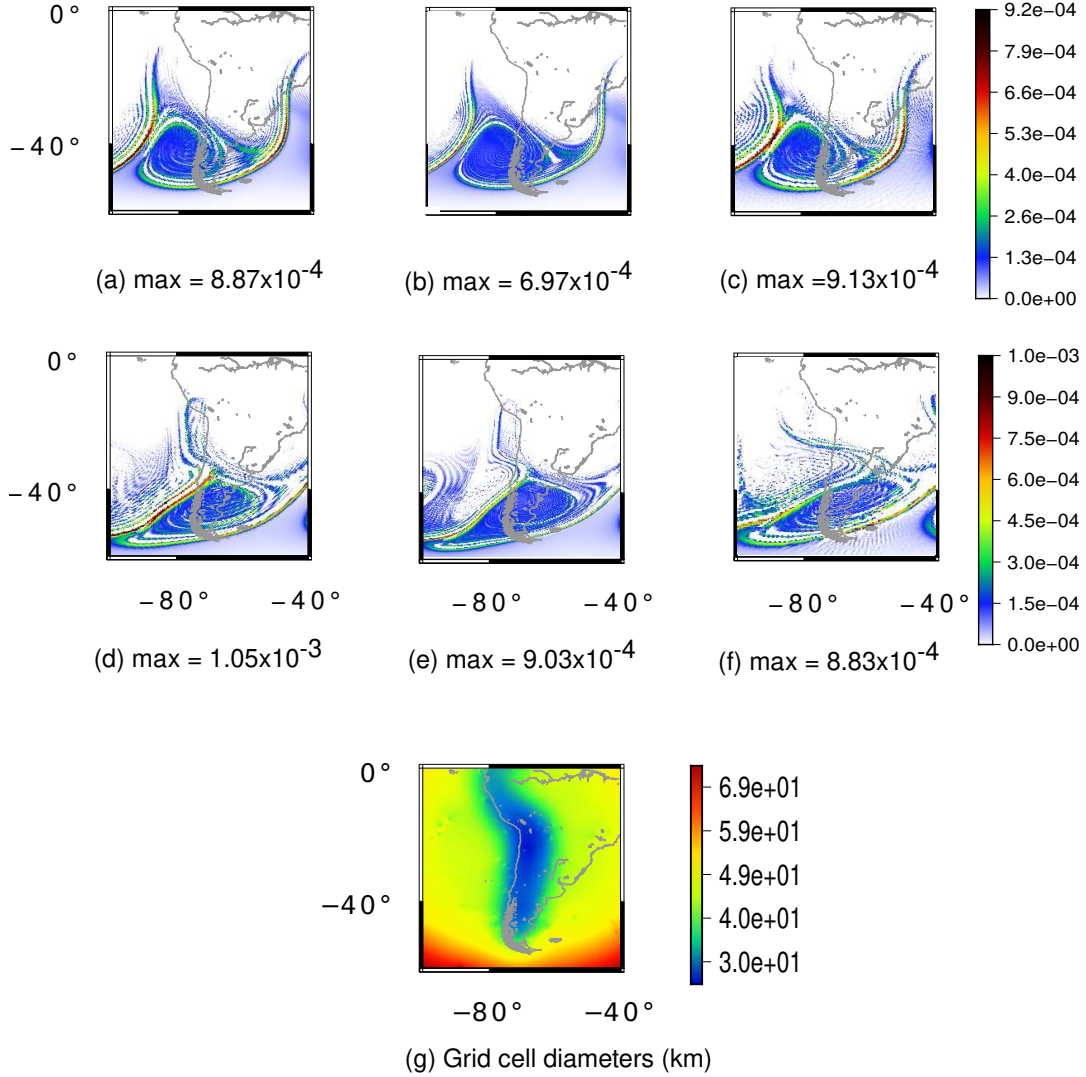 0°
−40°
9.2e−04
7.9e−04
6.6e−04
5.3e−04
4.0e−04
2.6e−04
1.3e−04
0.0e+00
(a) max = 8.87x10-4
(b) max = 6.97x10-4
(c) max =9.13x10-4
0°
−40°
1.0e−03
9.0e−04
7.5e−04
6.0e−04
4.5e−04
3.0e−04
1.5e−04
0.0e+00
−80° −40°
−80° −40°
−80° −40°
(d) max = 1.05x10-3
(e) max = 9.03x10-4
(f) max = 8.83x10-4
0°
−40°
6.9e+01
5.9e+01
4.9e+01
4.0e+01
3.0e+01
−80° −40°
(g) Grid cell diameters (km)